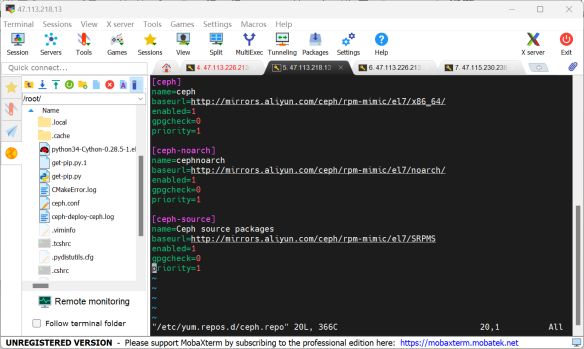 47.113.218.13
Terminal Sessions View X server Tools Games Settings Macros Help
Session Servers Tools Games Sessions View Split MultiExec Tunneling Packages Settings Help X server Exit
Quick connect...
4. 47.113.226.213
5. 47.113.218.13
6. 47.113.226.213
7. 47.115.230.236
/root/
Name
.local
.cache
python34-Cython-0.28.5-1.el
get-pip.py.1
get-pip.py
CMakeError.log
ceph.conf
ceph-deploy-ceph.log
.viminfo
.tcshrc
.pydistutils.cfg
.cshrc
Remote monitoring
Follow terminal folder
[ceph]
name=ceph
baseurl=http://mirrors.aliyun.com/ceph/rpm-mimic/el7/x86_64/
enabled=1
gpgcheck=0
priority=1
[ceph-noarch]
name=cephnoarch
baseurl=http://mirrors.aliyun.com/ceph/rpm-mimic/el7/noarch/
enabled=1
gpgcheck=0
priority=1
[ceph-source]
name=Ceph source packages
baseurl=http://mirrors.aliyun.com/ceph/rpm-mimic/el7/SRPMS
enabled=1
gpgcheck=0
priority=1
~
~
~
~
"/etc/yum.repos.d/ceph.repo" 20L, 366C 20,1 All
UNREGISTERED VERSION - Please support MobaXterm by subscribing to the professional edition here: https://mobaxterm.mobatek.net